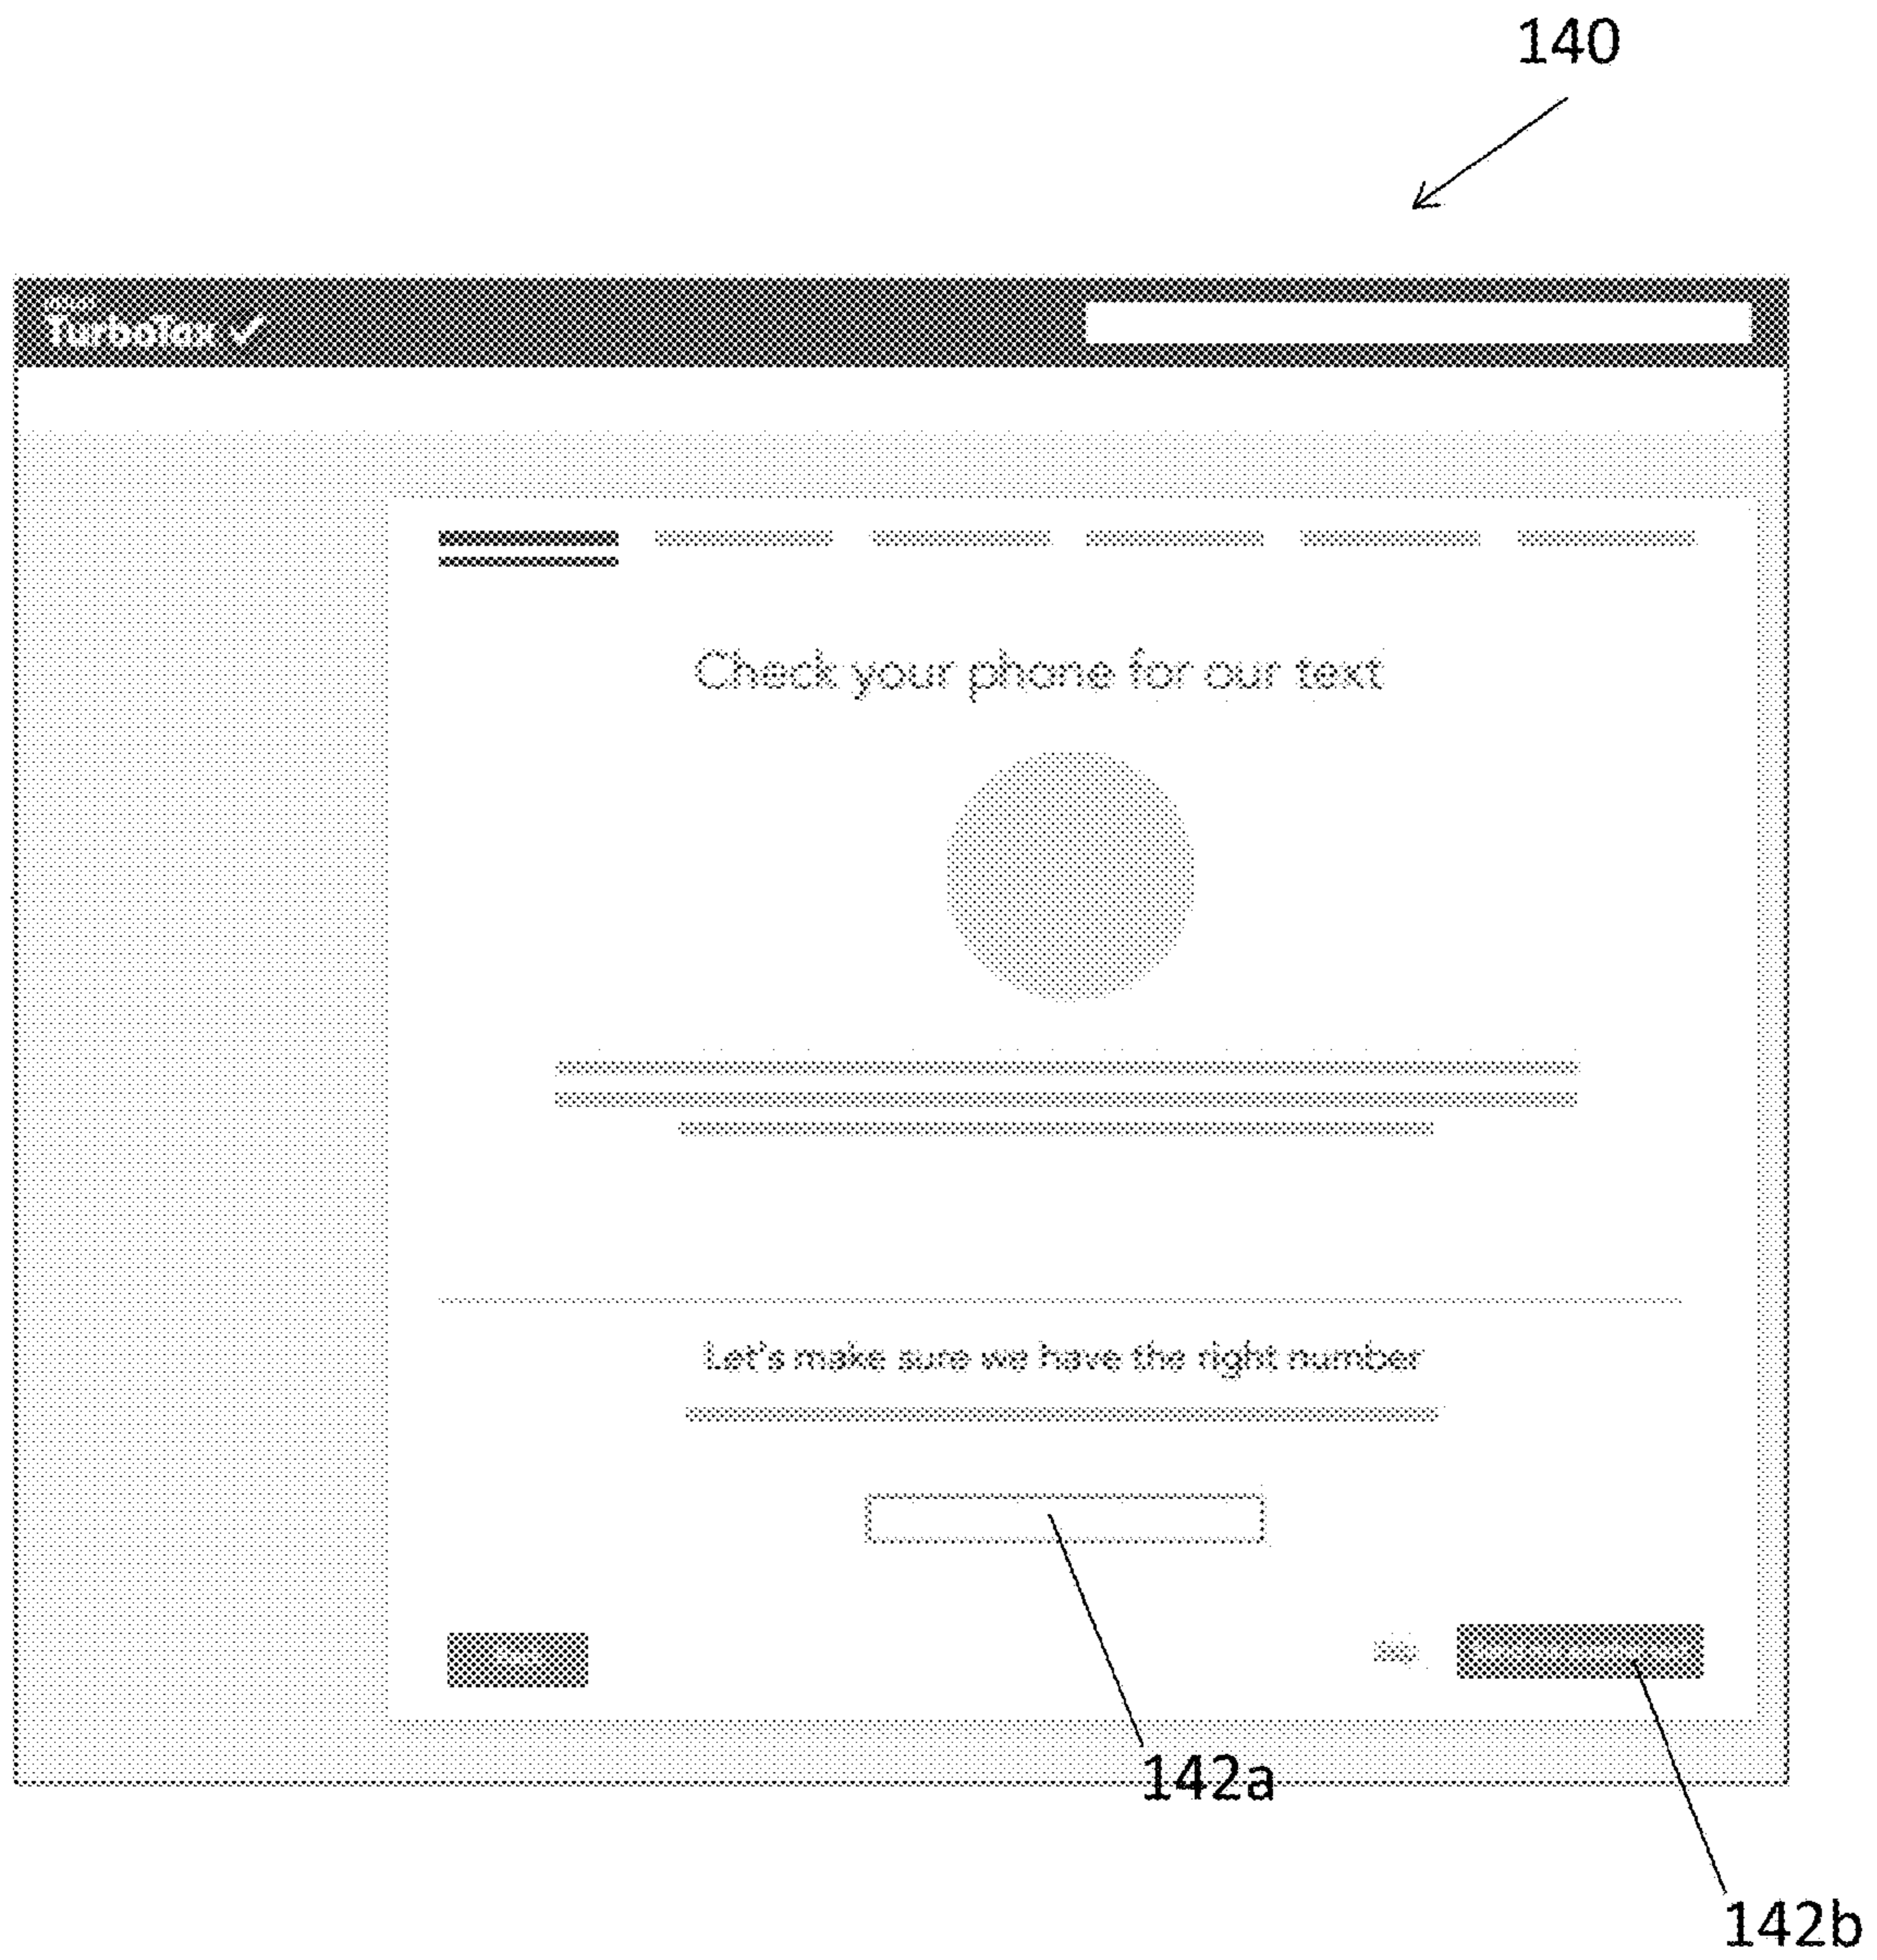 140
TurboTax
Check your phone for our text
Let's make sure we have the right number
142a
142b